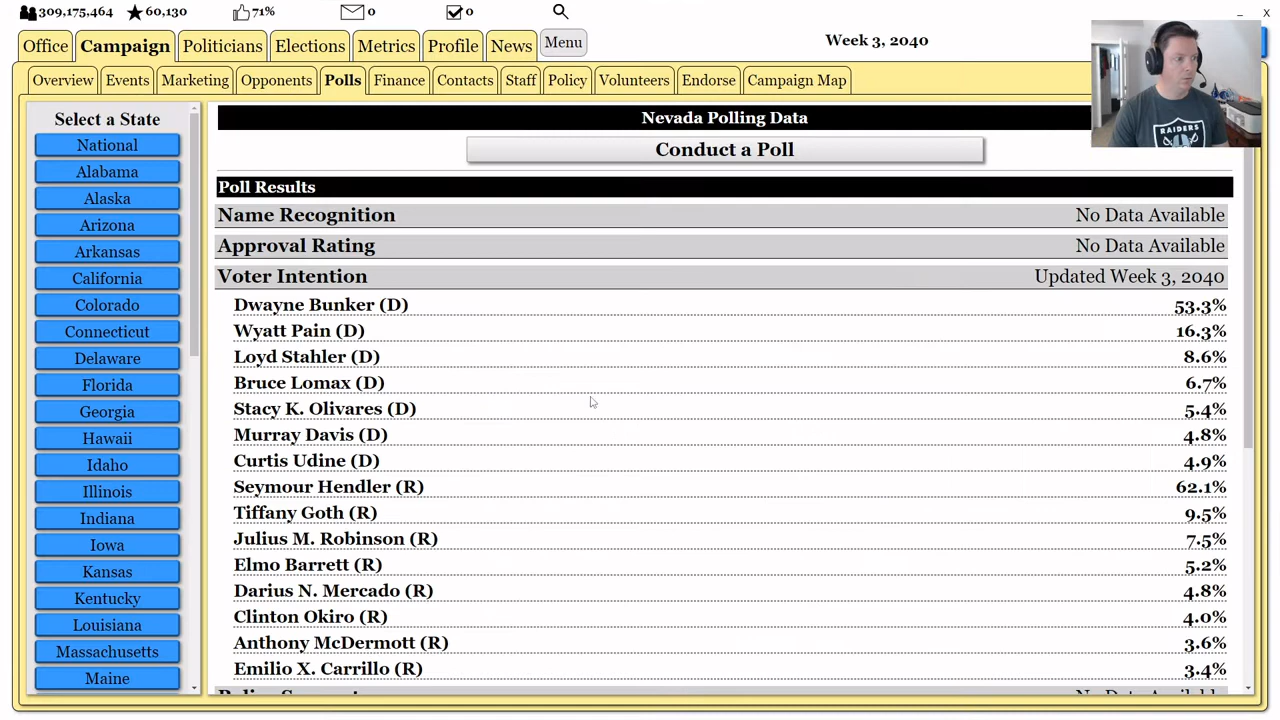 309,175,464 60,130 71% 0 0
_ X
Office Campaign Politicians Elections Metrics Profile News Menu
Week 3, 2040
Overview Events Marketing Opponents Polls Finance Contacts Staff Policy Volunteers Endorse Campaign Map
Select a State
National
Alabama
Alaska
Arizona
Arkansas
California
Colorado
Connecticut
Delaware
Florida
Georgia
Hawaii
Idaho
Illinois
Indiana
Iowa
Kansas
Kentucky
Louisiana
Massachusetts
Maine
Nevada Polling Data
Conduct a Poll
Poll Results
Name Recognition No Data Available
Approval Rating No Data Available
Voter Intention Updated Week 3, 2040
Dwayne Bunker (D) 53.3%
Wyatt Pain (D) 16.3%
Loyd Stahler (D) 8.6%
Bruce Lomax (D) 6.7%
Stacy K. Olivares (D) 5.4%
Murray Davis (D) 4.8%
Curtis Udine (D) 4.9%
Seymour Hendler (R) 62.1%
Tiffany Goth (R) 9.5%
Julius M. Robinson (R) 7.5%
Elmo Barrett (R) 5.2%
Darius N. Mercado (R) 4.8%
Clinton Okiro (R) 4.0%
Anthony McDermott (R) 3.6%
Emilio X. Carrillo (R) 3.4%
RAIDERS